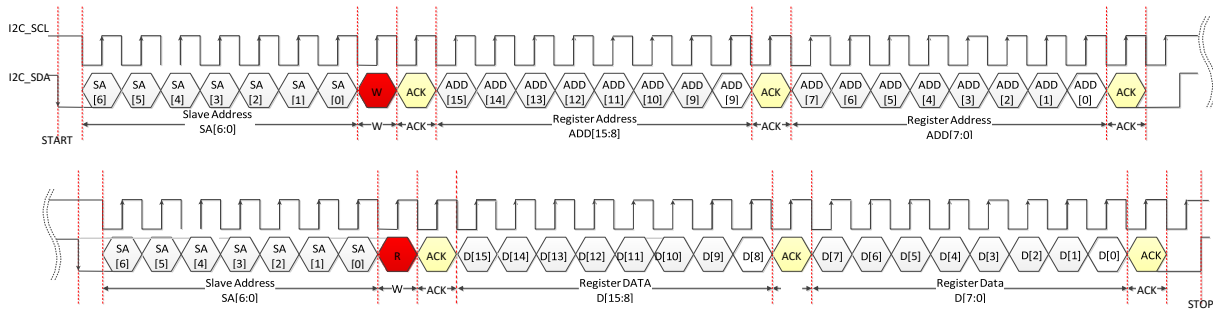 I2C_SCL
I2C_SDA
SA SA SA SA SA SA SA W ACK ADD ADD ADD ADD ADD ADD ADD ADD ACK ADD ADD ADD ADD ADD ADD ADD ADD ACK
[6] [5] [4] [3] [2] [1] [0] [15] [14] [13] [12] [11] [10] [9] [9] [7] [6] [5] [4] [3] [2] [1] [0]
Slave Address W ACK Register Address ACK Register Address ACK
SA[6:0] ADD[15:8] ADD[7:0]
START
SA SA SA SA SA SA SA R ACK D[15] D[14] D[13] D[12] D[11] D[10] D[9] D[8] ACK D[7] D[6] D[5] D[4] D[3] D[2] D[1] D[0] ACK
[6] [5] [4] [3] [2] [1] [0]
Slave Address W ACK Register DATA Register Data ACK
SA[6:0] D[15:8] D[7:0]
STOP